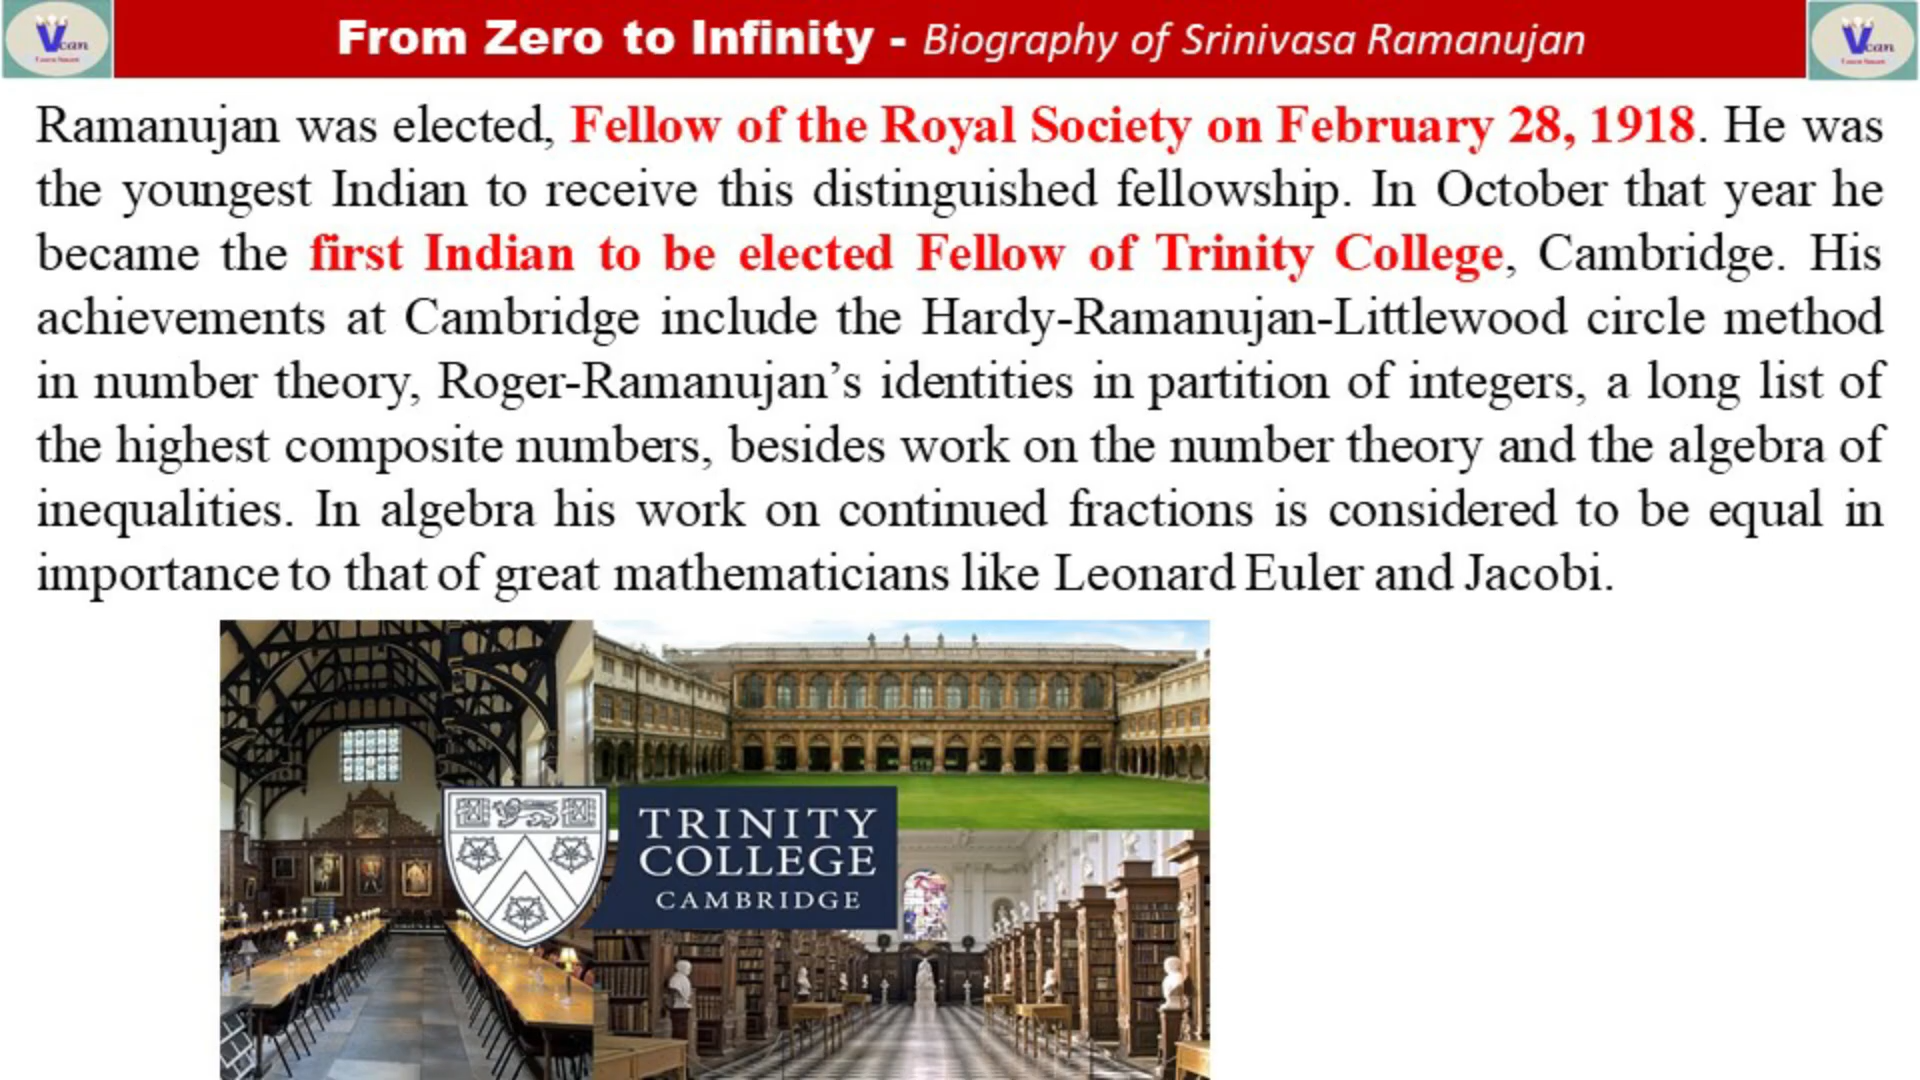 Vcan
From Zero to Infinity - Biography of Srinivasa Ramanujan
Vcan
Ramanujan was elected, Fellow of the Royal Society on February 28, 1918. He was
the youngest Indian to receive this distinguished fellowship. In October that year he
became the first Indian to be elected Fellow of Trinity College, Cambridge. His
achievements at Cambridge include the Hardy-Ramanujan-Littlewood circle method
in number theory, Roger-Ramanujan’s identities in partition of integers, a long list of
the highest composite numbers, besides work on the number theory and the algebra of
inequalities. In algebra his work on continued fractions is considered to be equal in
importance to that of great mathematicians like Leonard Euler and Jacobi.
TRINITY
COLLEGE
CAMBRIDGE